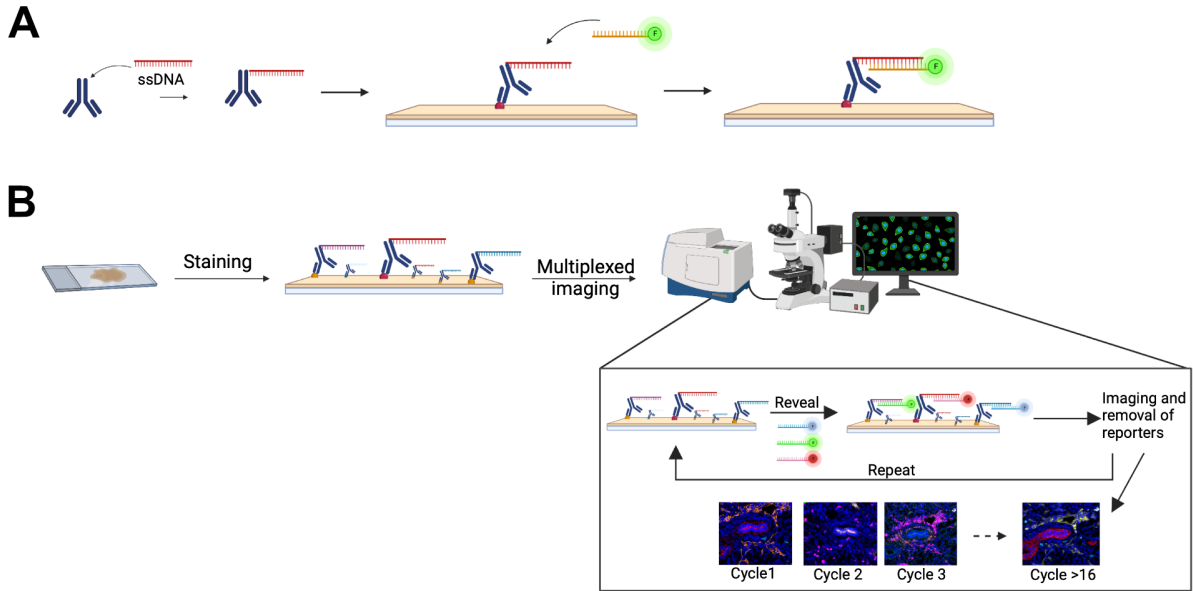 A
ssDNA
F
F
B
Staining
Multiplexed
imaging
Reveal
Imaging and
removal of
reporters
Repeat
Cycle1
Cycle 2
Cycle 3
Cycle >16